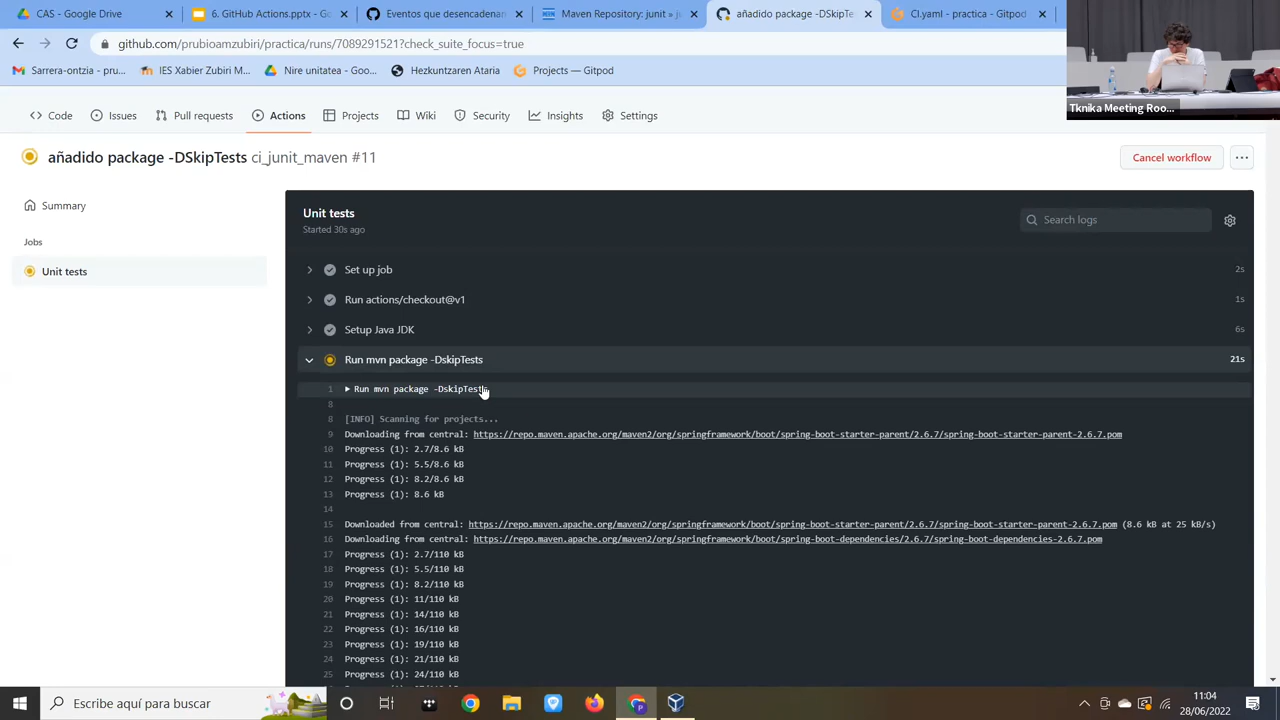 Maven Repositofiro: junit » ju
añadido package -DSkipTe
CI.yaml - practica - Gitpod
github.com/prubioamzubiri/practica/runs/7089291521?check_suite_focus=true
Sarrera-ontzia - pru...
IES Xabier Zubiri M...
Nire unitatea - Goo...
Hezkuntzaren Ataria
Projects — Gitpod
Tknika Meeting Roo...
Code
Issues
Pull requests
Actions
Projects
Wiki
Security
Insights
Settings
añadido package -DSkipTests ci_junit_maven #11
Cancel workflow
Summary
Jobs
Unit tests
Unit tests
Started 30s ago
Search logs
Set up job 2s
Run actions/checkout@v1 1s
Setup Java JDK 6s
Run mvn package -DskipTests 21s
1 Run mvn package -DskipTests
8
8 [INFO] Scanning for projects...
9 Downloading from central: https://repo.maven.apache.org/maven2/org/springframework/boot/spring-boot-starter-parent/2.6.7/spring-boot-starter-parent-2.6.7.pom
10 Progress (1): 2.7/8.6 kB
11 Progress (1): 5.5/8.6 kB
12 Progress (1): 8.2/8.6 kB
13 Progress (1): 8.6 kB
14
15 Downloaded from central: https://repo.maven.apache.org/maven2/org/springframework/boot/spring-boot-starter-parent/2.6.7/spring-boot-starter-parent-2.6.7.pom (8.6 kB at 25 kB/s)
16 Downloading from central: https://repo.maven.apache.org/maven2/org/springframework/boot/spring-boot-dependencies/2.6.7/spring-boot-dependencies-2.6.7.pom
17 Progress (1): 2.7/110 kB
18 Progress (1): 5.5/110 kB
19 Progress (1): 8.2/110 kB
20 Progress (1): 11/110 kB
21 Progress (1): 14/110 kB
22 Progress (1): 16/110 kB
23 Progress (1): 19/110 kB
24 Progress (1): 21/110 kB
25 Progress (1): 24/110 kB
Escribe aquí para buscar
11:04
28/06/2022